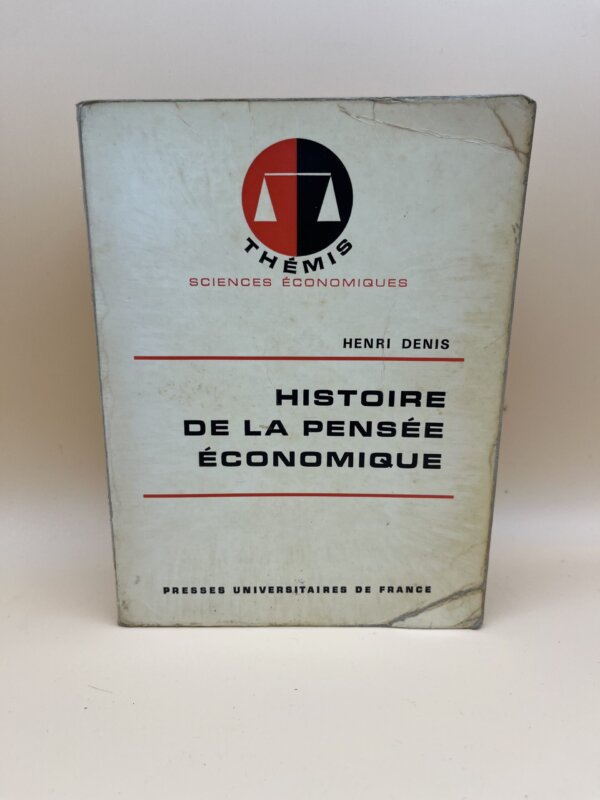 THÉMIS
SCIENCES ÉCONOMIQUES
HENRI DENIS
HISTOIRE
DE LA PENSÉE
ÉCONOMIQUE
PRESSES UNIVERSITAIRES DE FRANCE